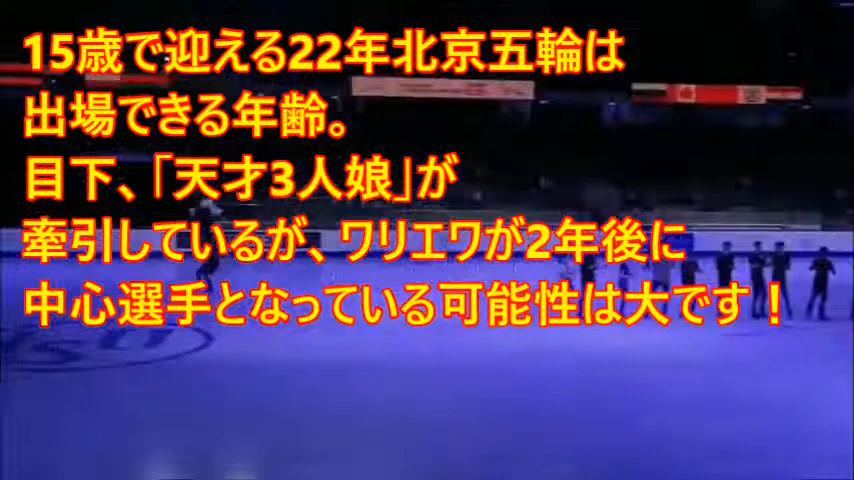 15歳で迎える22年北京五輪は
出場できる年齢。
目下、「天才3人娘」が
牽引しているが、ワリエワが2年後に
中心選手となっている可能性は大です！